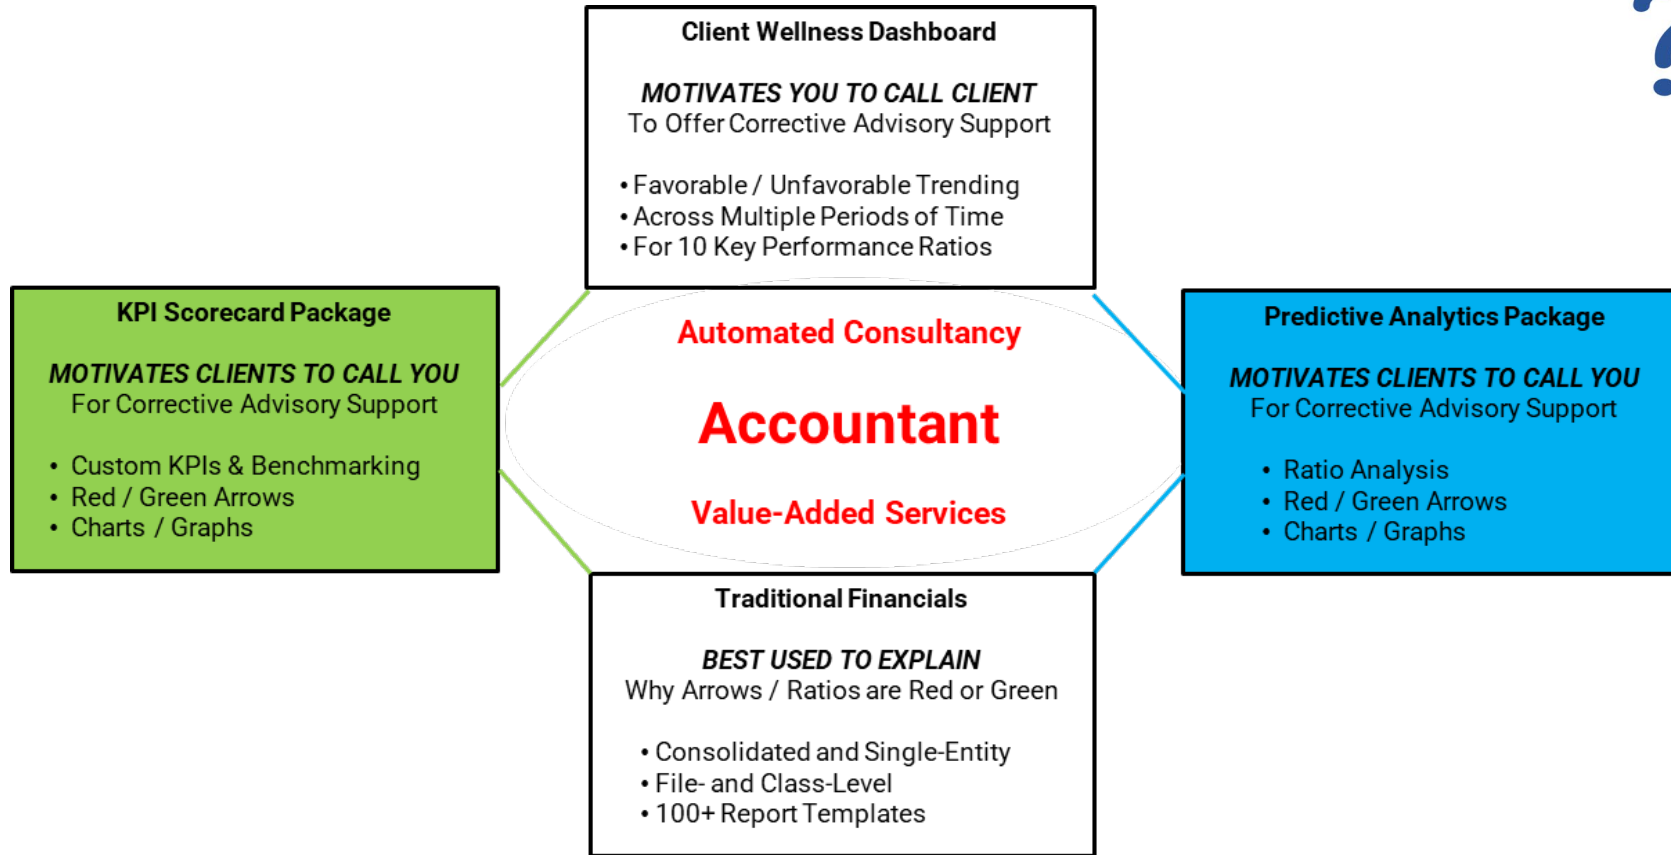 Client Wellness Dashboard
MOTIVATES YOU TO CALL CLIENT
To Offer Corrective Advisory Support
• Favorable / Unfavorable Trending
• Across Multiple Periods of Time
• For 10 Key Performance Ratios
KPI Scorecard Package
MOTIVATES CLIENTS TO CALL YOU
For Corrective Advisory Support
• Custom KPIs & Benchmarking
• Red / Green Arrows
• Charts / Graphs
Automated Consultancy
Accountant
Value-Added Services
Predictive Analytics Package
MOTIVATES CLIENTS TO CALL YOU
For Corrective Advisory Support
• Ratio Analysis
• Red / Green Arrows
• Charts / Graphs
Traditional Financials
BEST USED TO EXPLAIN
Why Arrows / Ratios are Red or Green
• Consolidated and Single-Entity
• File- and Class-Level
• 100+ Report Templates